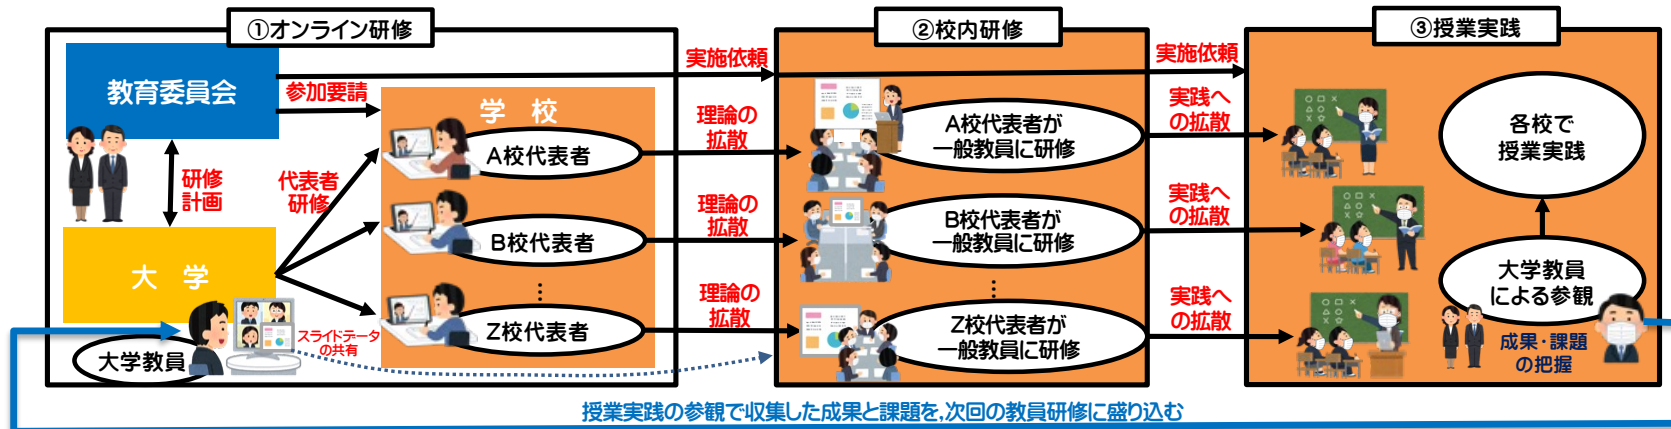 ①オンライン研修
教育委員会
参加要請
研修
計画
代表者
研修
大 学
大学教員
スライドデータ
の共有
学 校
A校代表者
B校代表者
⋮
Z校代表者
実施依頼
理論の
拡散
理論の
拡散
理論の
拡散
②校内研修
A校代表者が
一般教員に研修
B校代表者が
一般教員に研修
⋮
Z校代表者が
一般教員に研修
実施依頼
実践へ
の拡散
実践へ
の拡散
実践へ
の拡散
③授業実践
各校で
授業実践
大学教員
による参観
成果・課題
の把握
授業実践の参観で収集した成果と課題を,次回の教員研修に盛り込む